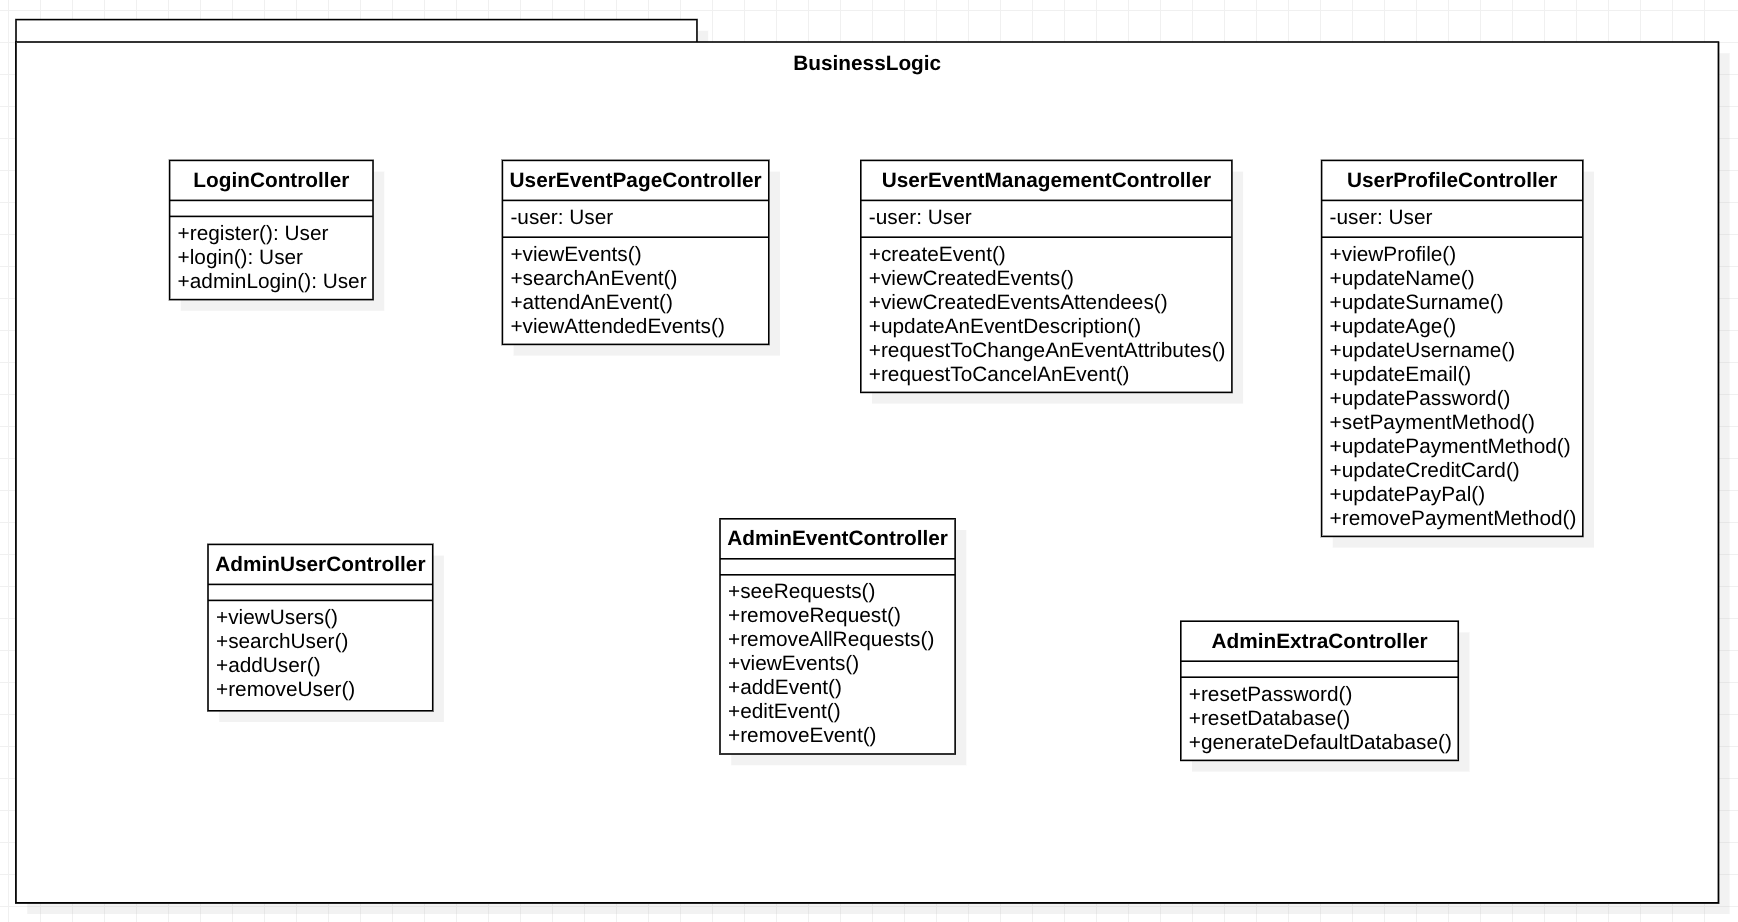 BusinessLogic
LoginController
+register(): User
+login(): User
+adminLogin(): User
UserEventPageController
-user: User
+viewEvents()
+searchAnEvent()
+attendAnEvent()
+viewAttendedEvents()
UserEventManagementController
-user: User
+createEvent()
+viewCreatedEvents()
+viewCreatedEventsAttendees()
+updateAnEventDescription()
+requestToChangeAnEventAttributes()
+requestToCancelAnEvent()
UserProfileController
-user: User
+viewProfile()
+updateName()
+updateSurname()
+updateAge()
+updateUsername()
+updateEmail()
+updatePassword()
+setPaymentMethod()
+updatePaymentMethod()
+updateCreditCard()
+updatePayPal()
+removePaymentMethod()
AdminUserController
+viewUsers()
+searchUser()
+addUser()
+removeUser()
AdminEventController
+seeRequests()
+removeRequest()
+removeAllRequests()
+viewEvents()
+addEvent()
+editEvent()
+removeEvent()
AdminExtraController
+resetPassword()
+resetDatabase()
+generateDefaultDatabase()